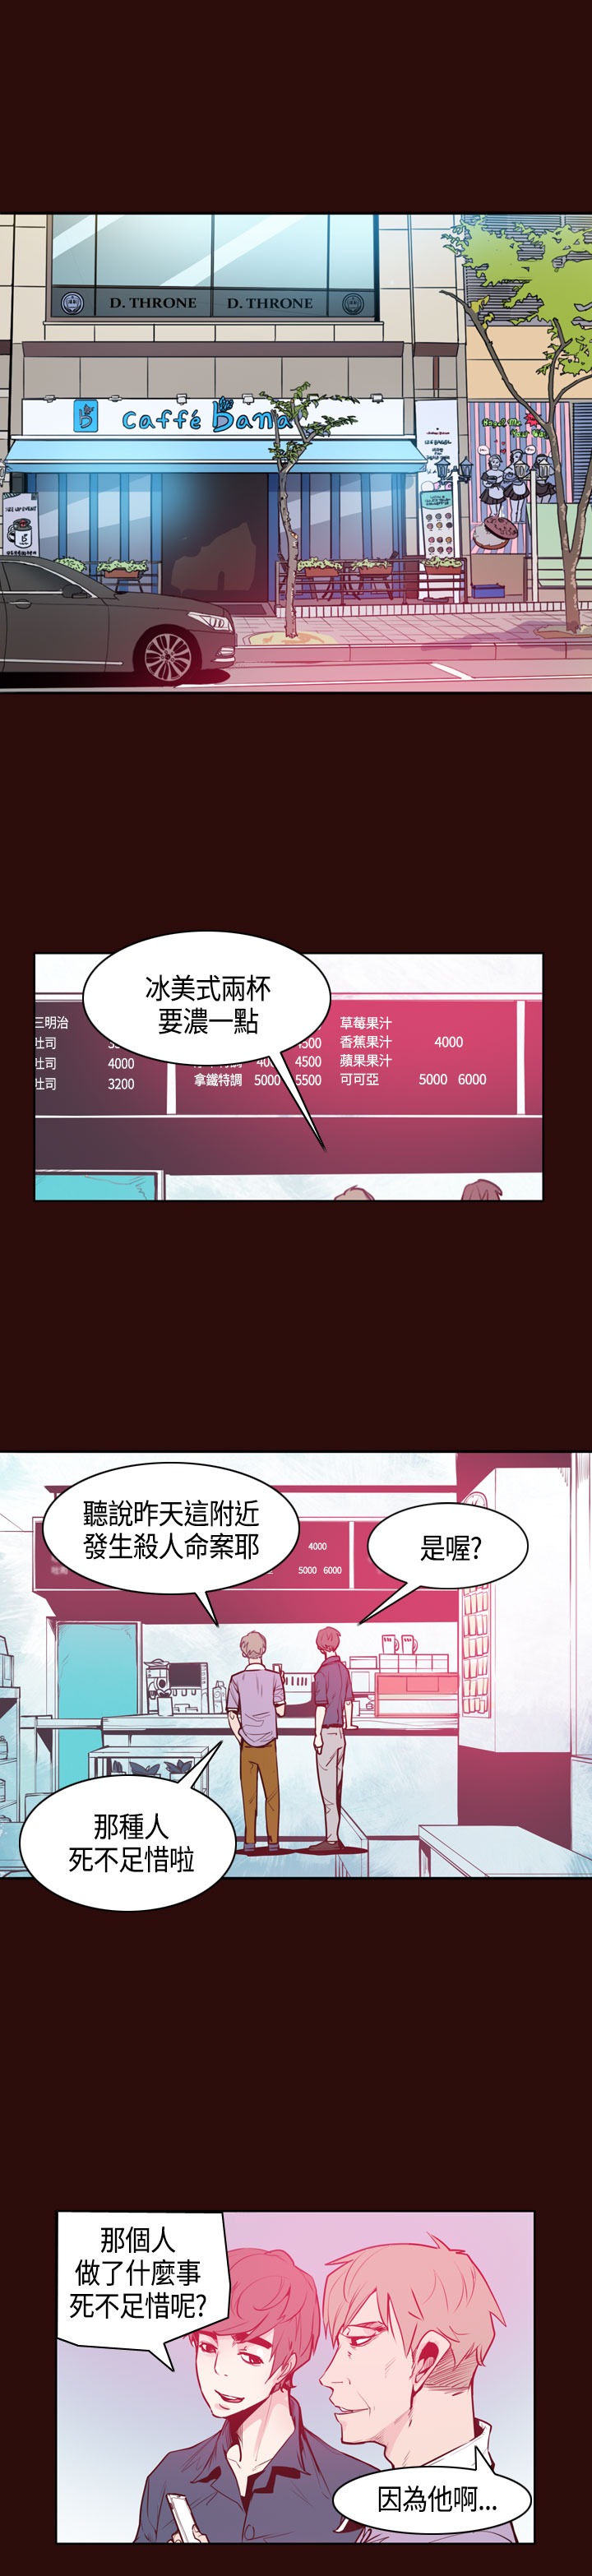 D. THRONE D. THRONE
Caffé Bana
冰美式兩杯
要濃一點
三明治
吐司
吐司 4000
吐司 3200
4500
拿鐵特調 5000 5500
草莓果汁
香蕉果汁 4000
蘋果果汁
可可亞 5000 6000
聽說昨天這附近
發生殺人命案耶
是喔?
4000
5000 6000
那種人
死不足惜啦
那個人
做了什麼事
死不足惜呢?
因為他啊...